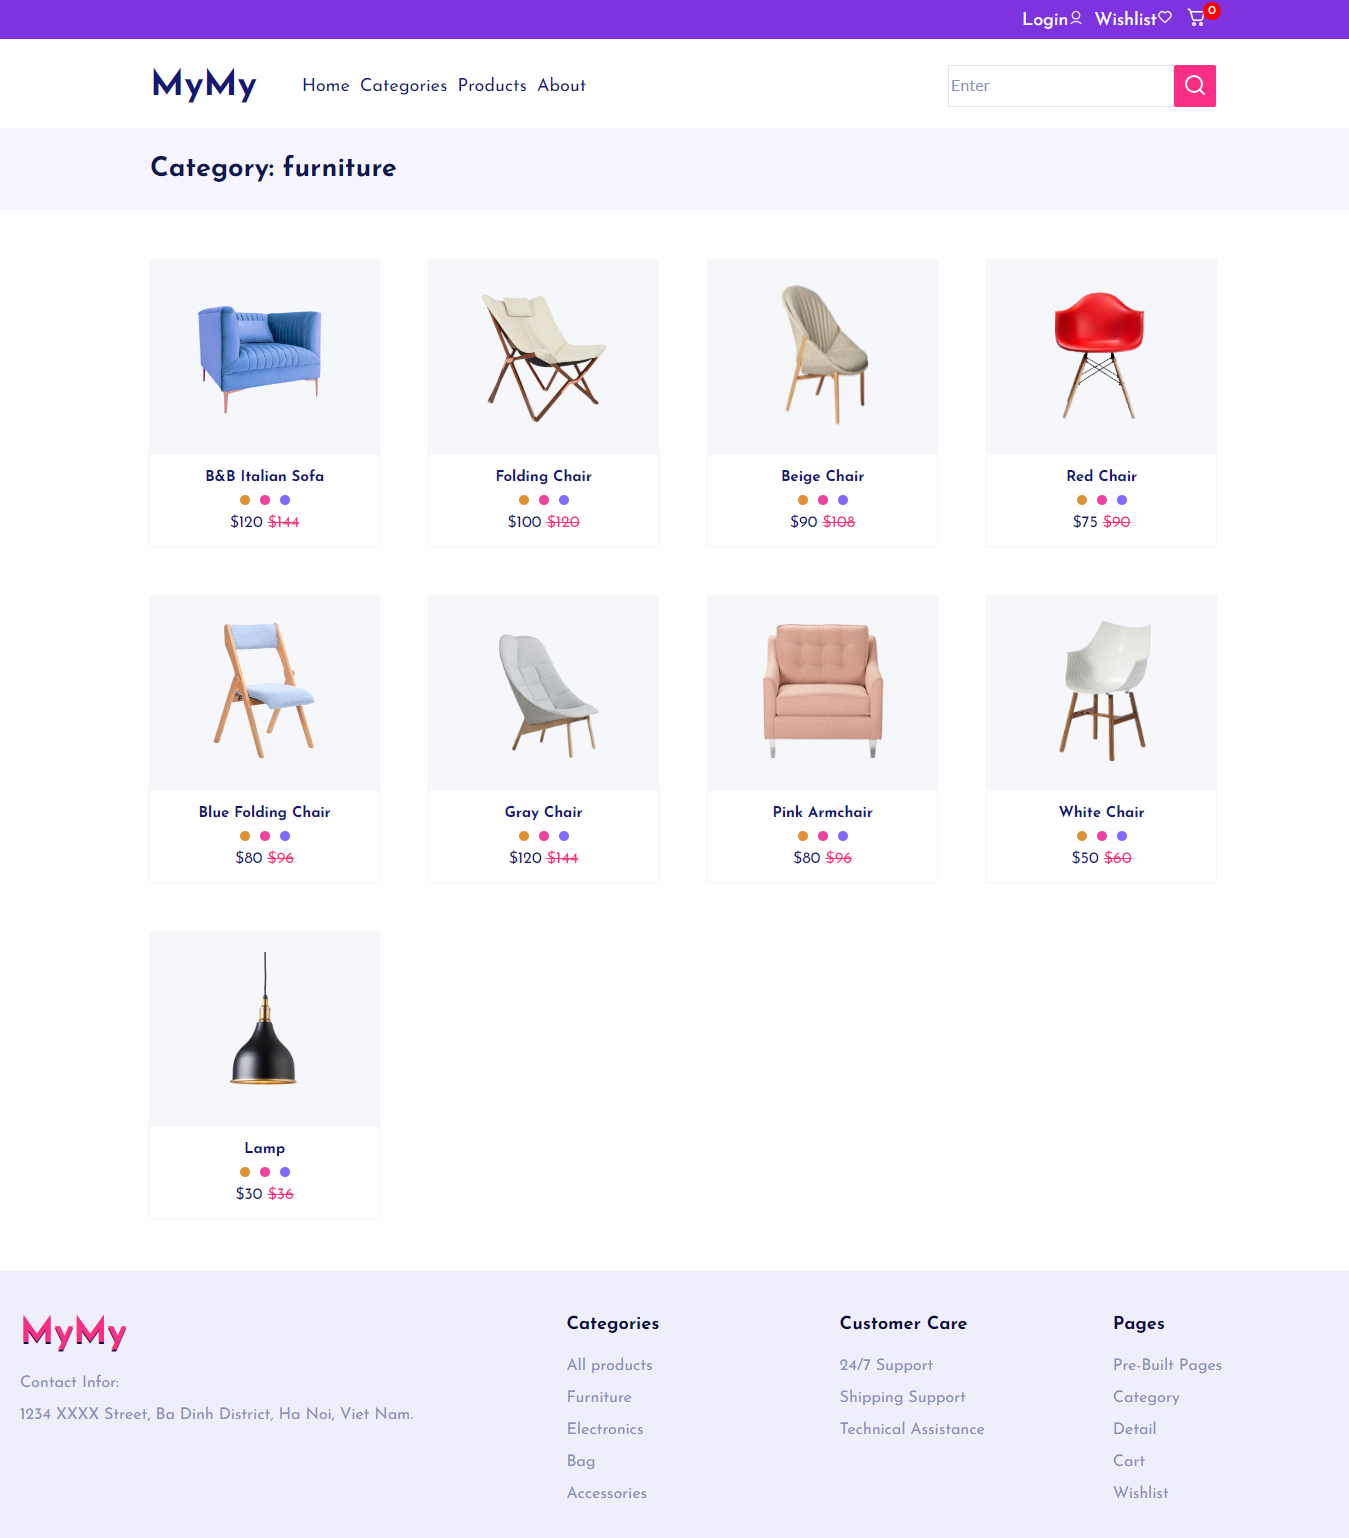 Login Wishlist 0
MyMy Home Categories Products About Enter
Category: furniture
B&B Italian Sofa
$120 $144
Folding Chair
$100 $120
Beige Chair
$90 $108
Red Chair
$75 $90
Blue Folding Chair
$80 $96
Gray Chair
$120 $144
Pink Armchair
$80 $96
White Chair
$50 $60
Lamp
$30 $36
MyMy
Contact Infor:
1234 XXXX Street, Ba Dinh District, Ha Noi, Viet Nam.
Categories
All products
Furniture
Electronics
Bag
Accessories
Customer Care
24/7 Support
Shipping Support
Technical Assistance
Pages
Pre-Built Pages
Category
Detail
Cart
Wishlist